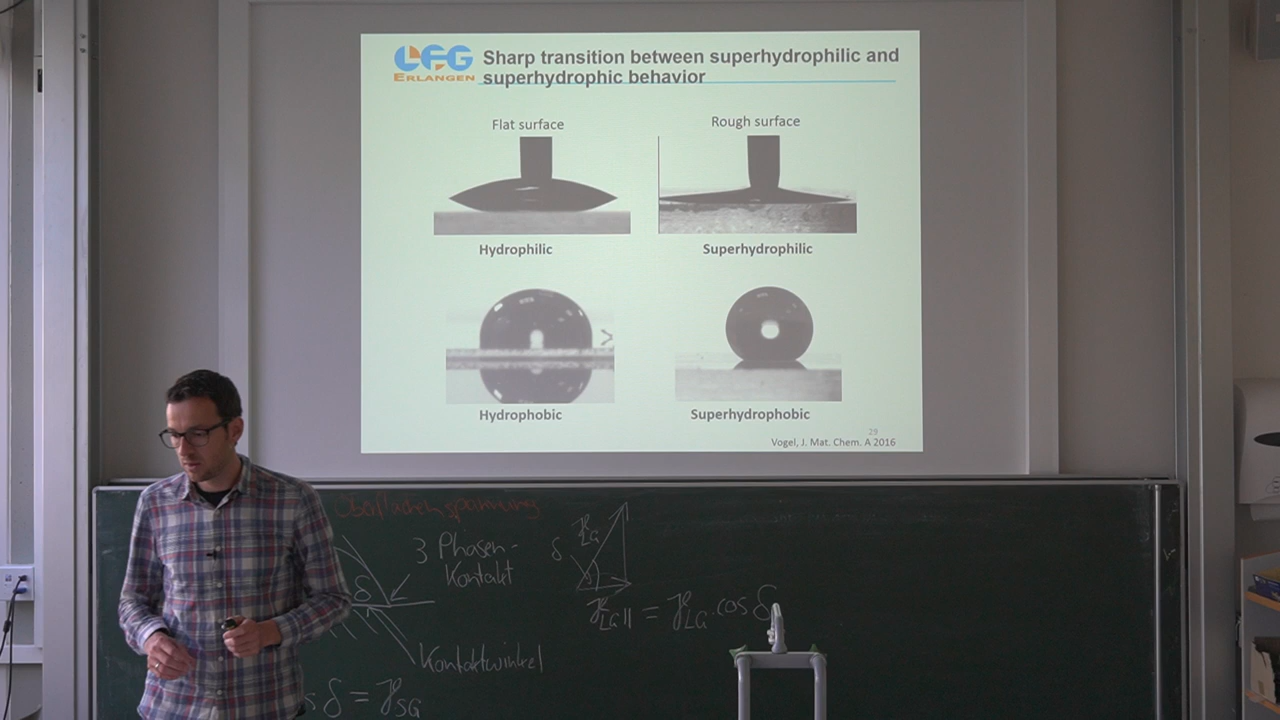 LFG
ERLANGEN
Sharp transition between superhydrophilic and
superhydrophic behavior
Flat surface
Rough surface
Hydrophilic
Superhydrophilic
Hydrophobic
Superhydrophobic
29
Vogel, J. Mat. Chem. A 2016
Oberflächenspannung
3 Phasen-
Kontakt
δ
γLG
δ
γLG|| = γLG · cos δ
Kontaktwinkel
s δ = γSG